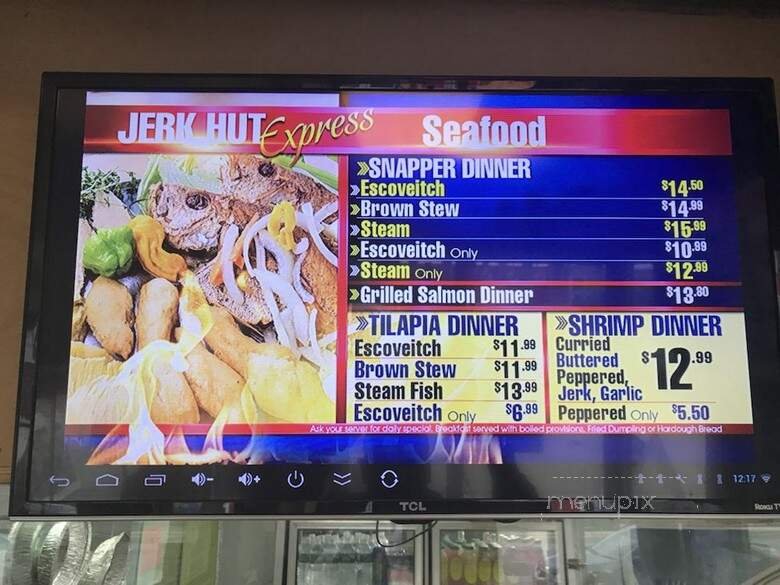 JERK HUT Express
Seafood
»SNAPPER DINNER
»Escoveitch $14.50
»Brown Stew $14.99
»Steam $15.99
»Escoveitch Only $10.99
»Steam Only $12.99
»Grilled Salmon Dinner $13.80
»TILAPIA DINNER
Escoveitch $11.99
Brown Stew $11.99
Steam Fish $13.99
Escoveitch Only $6.99
»SHRIMP DINNER
Curried
Buttered
Peppered,
Jerk, Garlic
$12.99
Peppered Only $5.50
Ask your server for daily special. Breakfast served with boiled provisions, Fried Dumpling or Hardough Bread
12:17
menupix
TCL
Roku TV